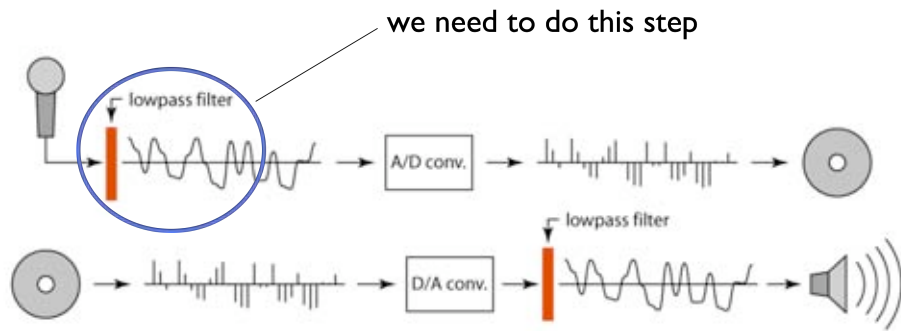 we need to do this step
lowpass filter
A/D conv.
lowpass filter
D/A conv.